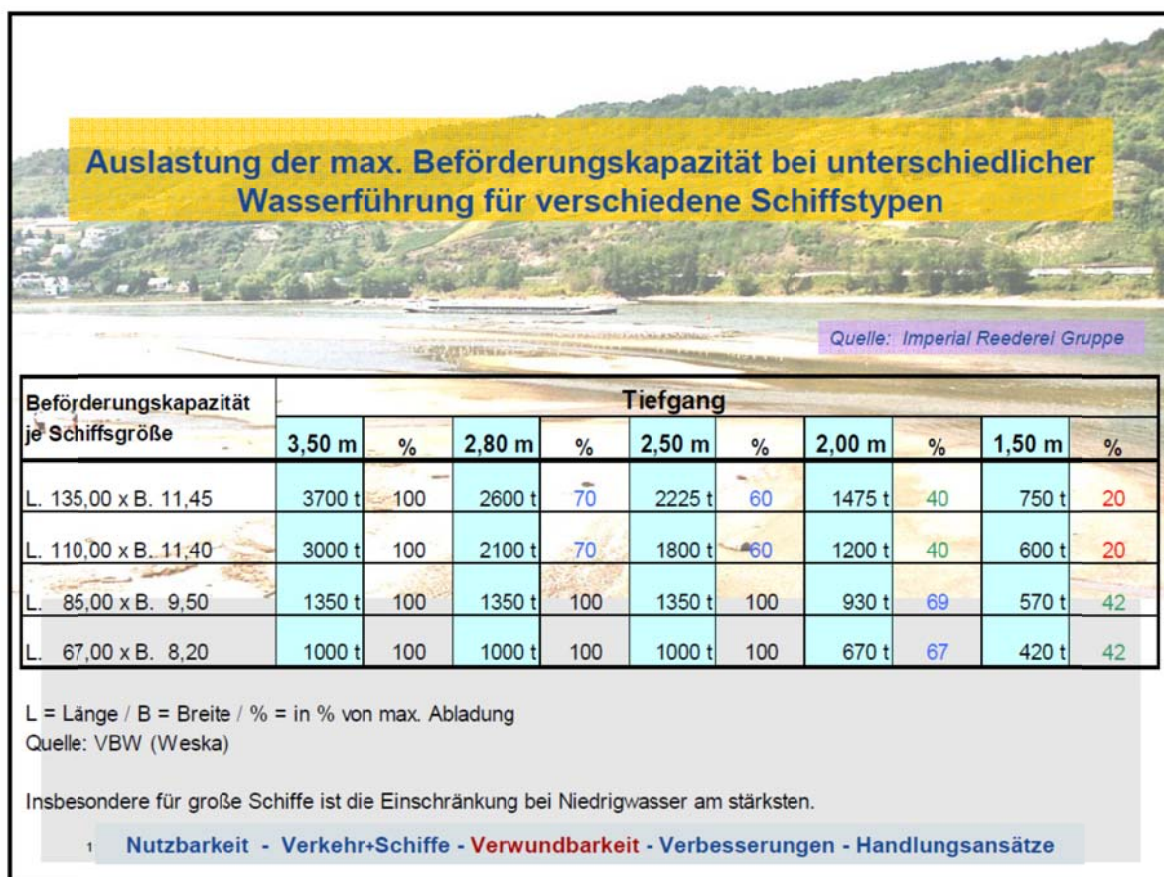 Auslastung der max. Beförderungskapazität bei unterschiedlicher
Wasserführung für verschiedene Schiffstypen
Quelle: Imperial Reederei Gruppe
Beförderungskapazität
je Schiffsgröße
Tiefgang
3,50 m % 2,80 m % 2,50 m % 2,00 m % 1,50 m %
L. 135,00 x B. 11,45 3700 t 100 2600 t 70 2225 t 60 1475 t 40 750 t 20
L. 110,00 x B. 11,40 3000 t 100 2100 t 70 1800 t 60 1200 t 40 600 t 20
L. 85,00 x B. 9,50 1350 t 100 1350 t 100 1350 t 100 930 t 69 570 t 42
L. 67,00 x B. 8,20 1000 t 100 1000 t 100 1000 t 100 670 t 67 420 t 42
L = Länge / B = Breite / % = in % von max. Abladung
Quelle: VBW (Weska)
Insbesondere für große Schiffe ist die Einschränkung bei Niedrigwasser am stärksten.
1
Nutzbarkeit - Verkehr+Schiffe - Verwundbarkeit - Verbesserungen - Handlungsansätze